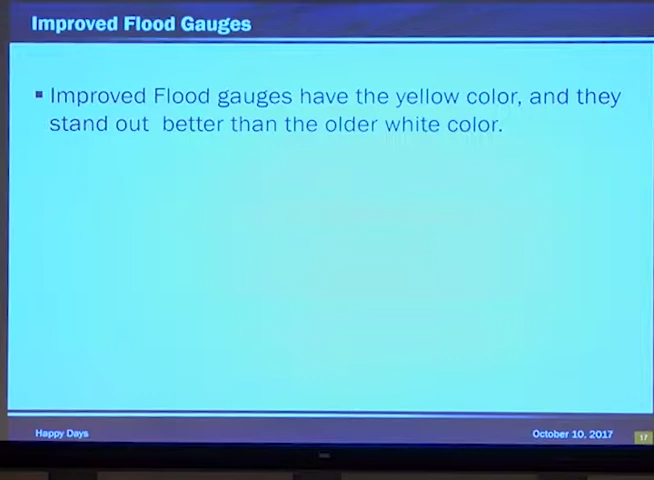 Improved Flood Gauges
▪ Improved Flood gauges have the yellow color, and they
stand out better than the older white color.
Happy Days
October 10, 2017
17